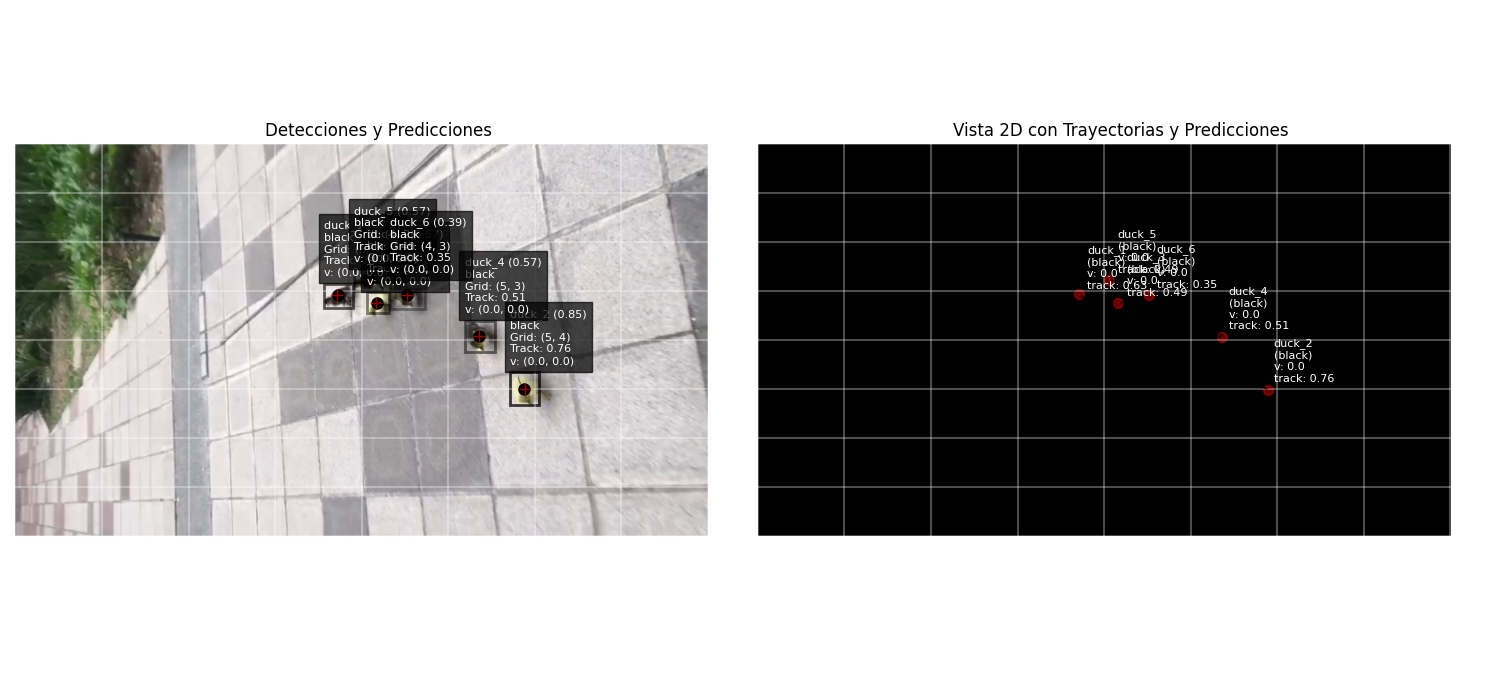 Detecciones y Predicciones
duck_5 (0.57)
black
Grid:
Track:
v: (0.0,
duck_6 (0.39)
black
Grid: (4, 3)
Track: 0.35
v: (0.0, 0.0)
duck
black
Grid:
Track:
v: (0.0,
v: (0.0, 0.0)
duck_4 (0.57)
black
Grid: (5, 3)
Track: 0.51
v: (0.0, 0.0)
duck_2 (0.85)
black
Grid: (5, 4)
Track: 0.76
v: (0.0, 0.0)
Vista 2D con Trayectorias y Predicciones
duck_5
(black)
duck_6
(black)
v: 0.0
track: 0.35
(black)
v: 0.0
track: 0.63
v: 0.0
track: 0.49
duck_4
(black)
v: 0.0
track: 0.51
duck_2
(black)
v: 0.0
track: 0.76